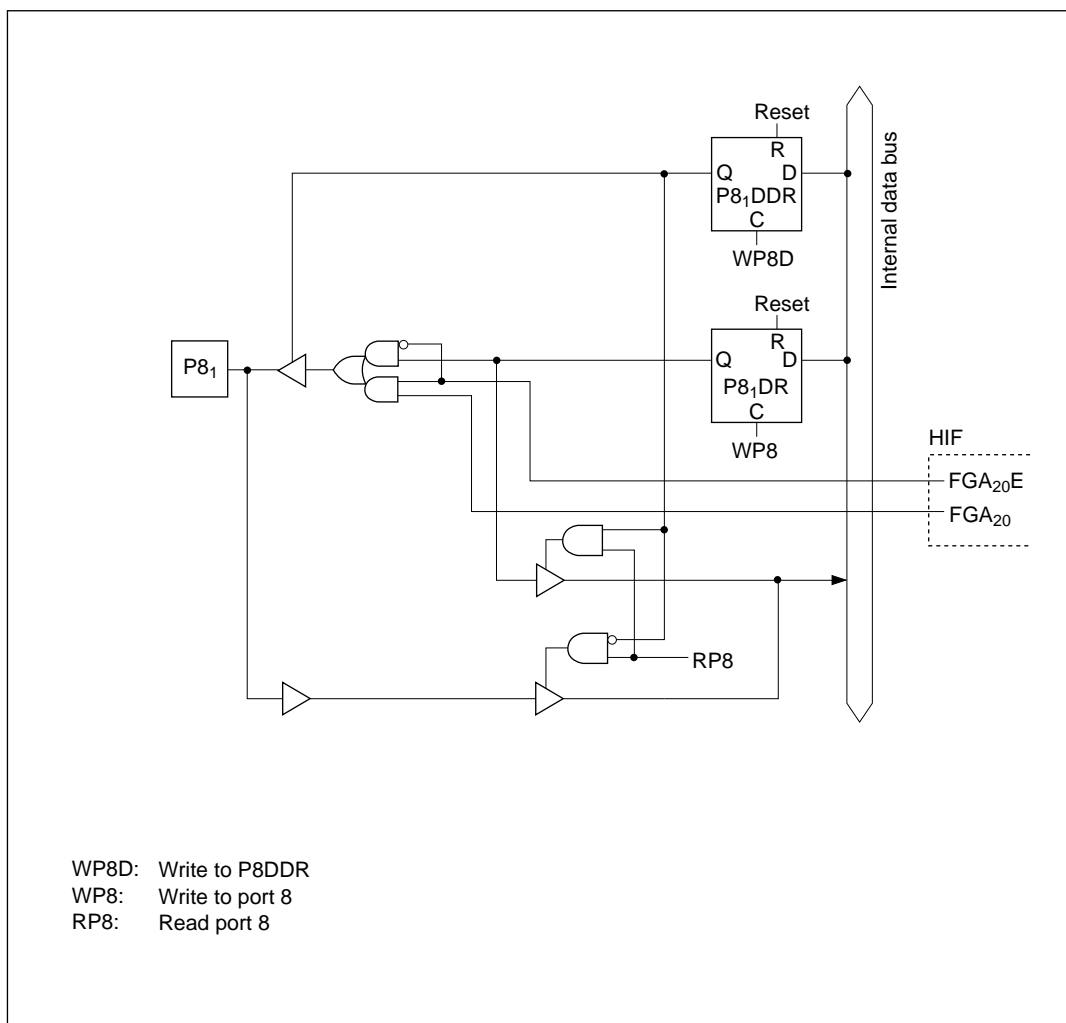 Reset
R
Q D
P8₁DDR
C
WP8D
Internal data bus
Reset
R
Q D
P8₁DR
C
WP8
P8₁
HIF
FGA₂₀E
FGA₂₀
RP8
WP8D: Write to P8DDR
WP8: Write to port 8
RP8: Read port 8